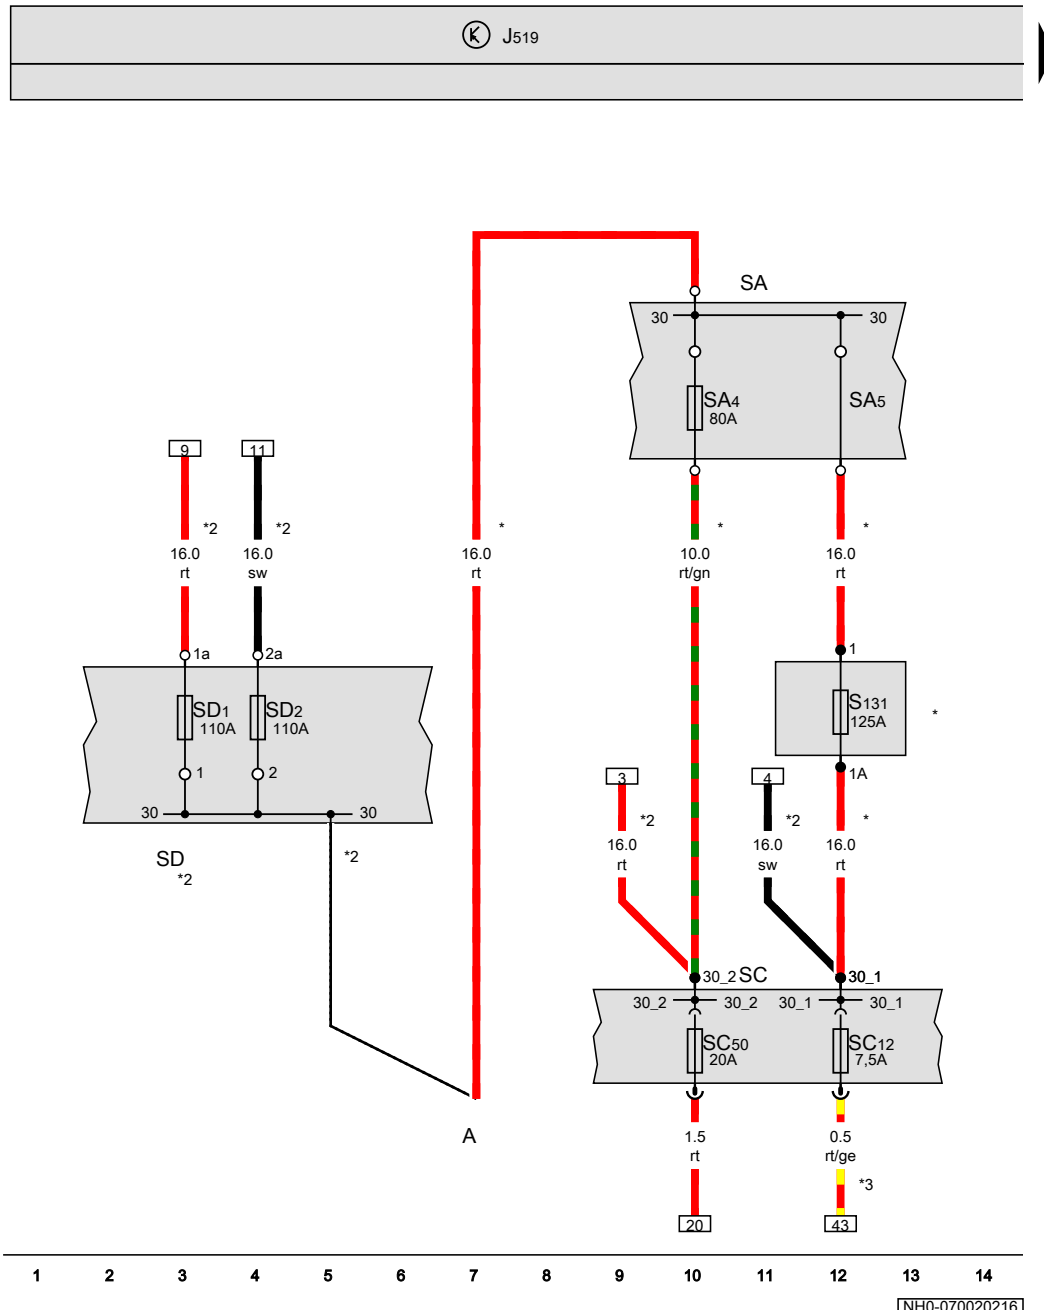 J519
SA
30 30
SA4
80A
SA5
9 11
*2 *2 * * *
16.0 16.0 16.0 10.0 16.0
rt sw rt rt/gn rt
1
1a 2a
SD1 SD2
110A 110A
S131
125A
*
1 2
1A
3 4
30 30
*2 *2 *
16.0 16.0 16.0
rt sw rt
SD
*2
*2
30_2 SC 30_1
30_2 30_2 30_1 30_1
SC50 SC12
20A 7,5A
A
1.5 0.5
rt rt/ge
*3
20 43
1 2 3 4 5 6 7 8 9 10 11 12 13 14
NH0-070020216